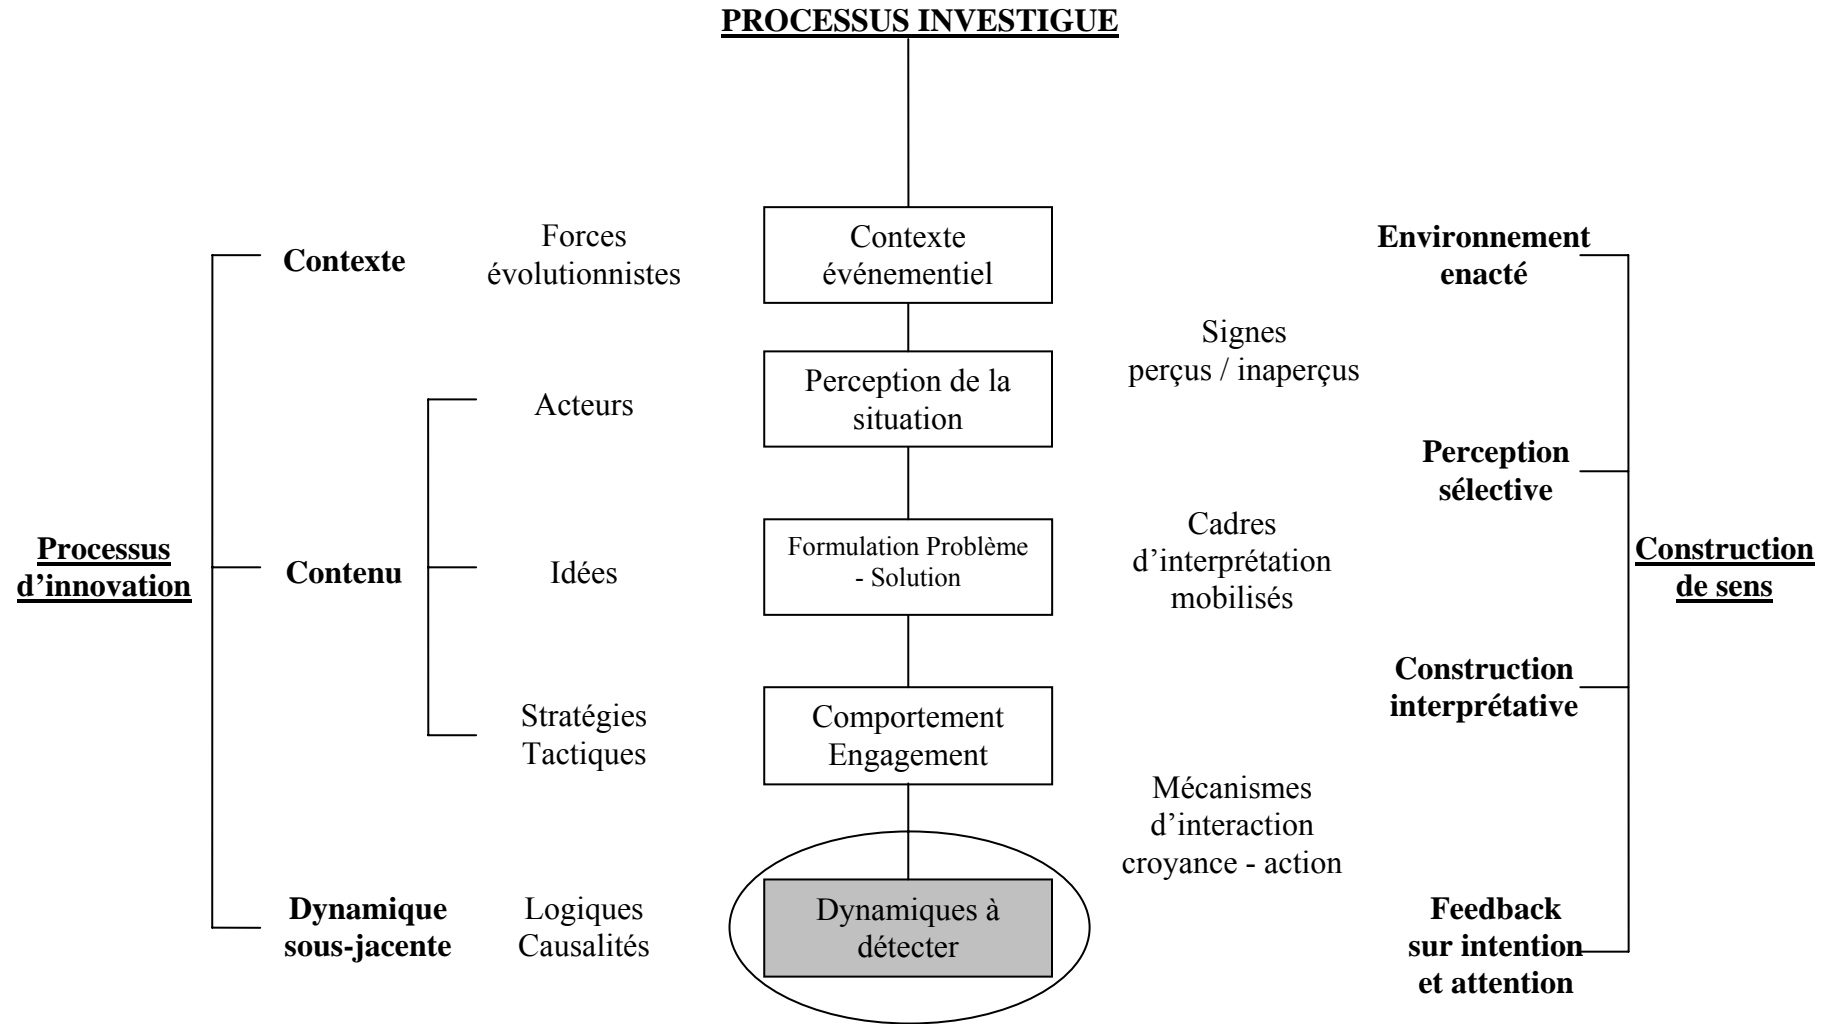 PROCESSUS INVESTIGUE
Forces
évolutionnistes
Contexte
Contexte
événementiel
Environnement
enacté
Signes
perçus / inaperçus
Acteurs
Perception de la
situation
Perception
sélective
Processus
d’innovation
Contenu
Idées
Formulation Problème
- Solution
Cadres
d’interprétation
mobilisés
Construction
de sens
Construction
interprétative
Stratégies
Tactiques
Comportement
Engagement
Mécanismes
d’interaction
croyance - action
Dynamique
sous-jacente
Logiques
Causalités
Dynamiques à
détecter
Feedback
sur intention
et attention